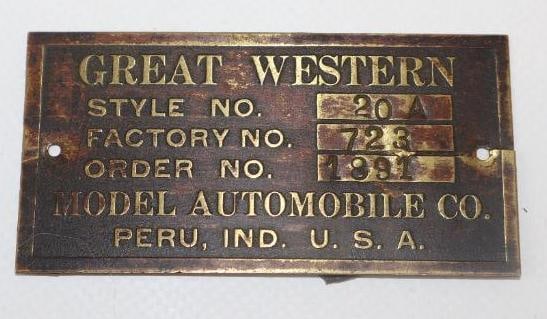 GREAT WESTERN
STYLE NO. 20 A
FACTORY NO. 723
ORDER NO. 1891
MODEL AUTOMOBILE CO.
PERU, IND. U. S. A.